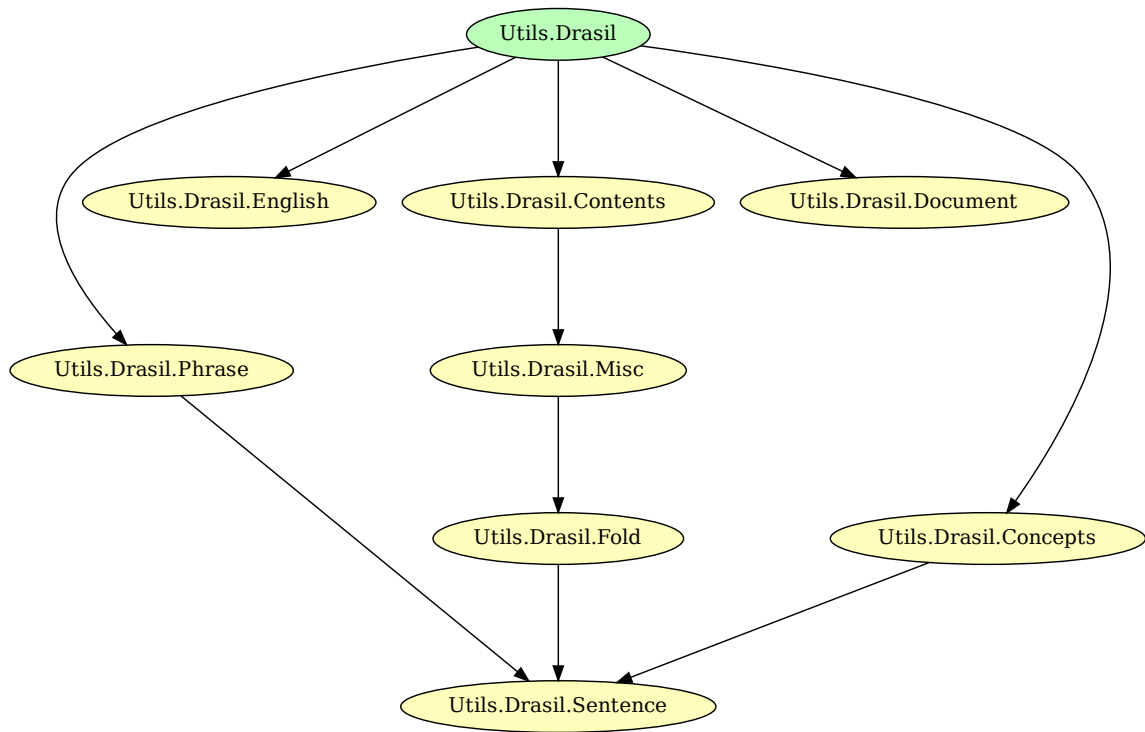 Utils.Drasil
Utils.Drasil.English
Utils.Drasil.Contents
Utils.Drasil.Document
Utils.Drasil.Phrase
Utils.Drasil.Misc
Utils.Drasil.Fold
Utils.Drasil.Concepts
Utils.Drasil.Sentence